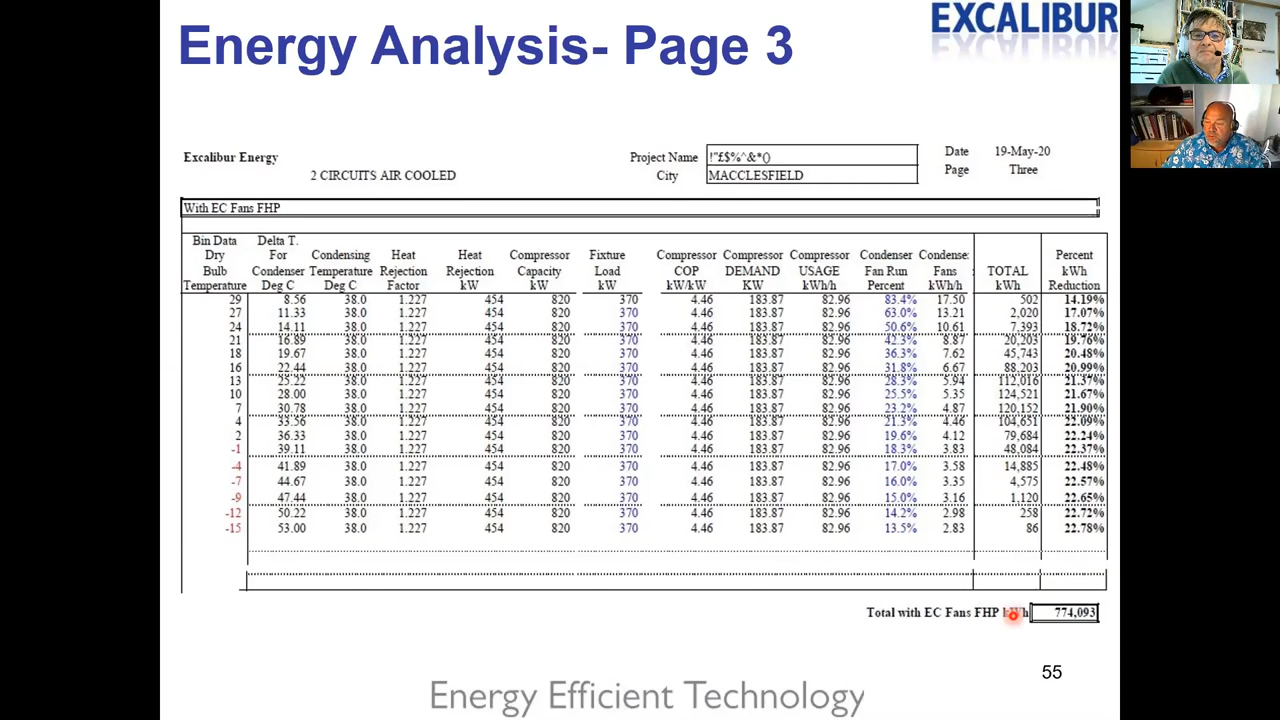 EXCALIBUR
Energy Analysis- Page 3
Excalibur Energy
2 CIRCUITS AIR COOLED
Project Name !"£$%^&*()
City MACCLESFIELD
Date 19-May-20
Page Three
With EC Fans FHP
Bin Data Delta T.
Dry For Condensing Heat Heat Compressor Fixture Compressor Compressor Compressor Condenser Condense: Percent
Bulb Condenser Temperature Rejection Rejection Capacity Load COP DEMAND USAGE Fan Run Fans TOTAL kWh
Temperature Deg C Deg C Factor kW kW kW kW/kW KW kWh/h Percent kWh/h kWh Reduction
29 8.56 38.0 1.227 454 820 370 4.46 183.87 82.96 83.4% 17.50 502 14.19%
27 11.33 38.0 1.227 454 820 370 4.46 183.87 82.96 63.0% 13.21 2,020 17.07%
24 14.11 38.0 1.227 454 820 370 4.46 183.87 82.96 50.6% 10.61 7,393 18.72%
21 16.89 38.0 1.227 454 820 370 4.46 183.87 82.96 42.3% 8.87 20,203 19.76%
18 19.67 38.0 1.227 454 820 370 4.46 183.87 82.96 36.3% 7.62 45,743 20.48%
16 22.44 38.0 1.227 454 820 370 4.46 183.87 82.96 31.8% 6.67 88,203 20.99%
13 25.22 38.0 1.227 454 820 370 4.46 183.87 82.96 28.3% 5.94 112,016 21.37%
10 28.00 38.0 1.227 454 820 370 4.46 183.87 82.96 25.5% 5.35 124,521 21.67%
7 30.78 38.0 1.227 454 820 370 4.46 183.87 82.96 23.2% 4.87 120,152 21.90%
4 33.56 38.0 1.227 454 820 370 4.46 183.87 82.96 21.3% 4.46 104,651 22.09%
2 36.33 38.0 1.227 454 820 370 4.46 183.87 82.96 19.6% 4.12 79,684 22.24%
-1 39.11 38.0 1.227 454 820 370 4.46 183.87 82.96 18.3% 3.83 48,084 22.37%
-4 41.89 38.0 1.227 454 820 370 4.46 183.87 82.96 17.0% 3.58 14,885 22.48%
-7 44.67 38.0 1.227 454 820 370 4.46 183.87 82.96 16.0% 3.35 4,575 22.57%
-9 47.44 38.0 1.227 454 820 370 4.46 183.87 82.96 15.0% 3.16 1,120 22.65%
-12 50.22 38.0 1.227 454 820 370 4.46 183.87 82.96 14.2% 2.98 258 22.72%
-15 53.00 38.0 1.227 454 820 370 4.46 183.87 82.96 13.5% 2.83 86 22.78%
Total with EC Fans FHP kWh 774,093
55
Energy Efficient Technology